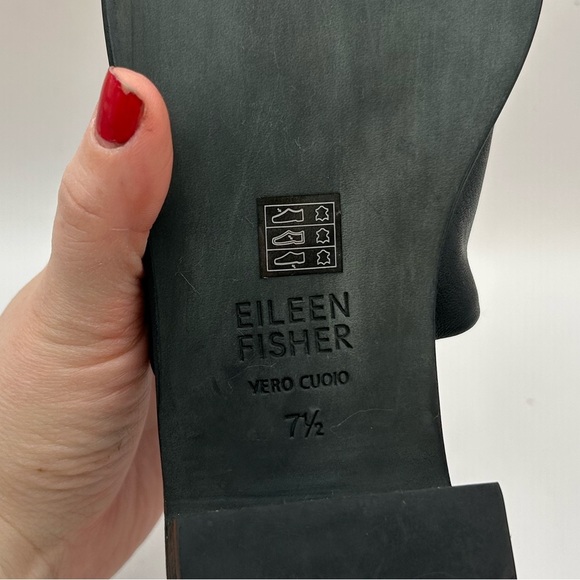 EILEEN
FISHER
VERO CUOIO
7½